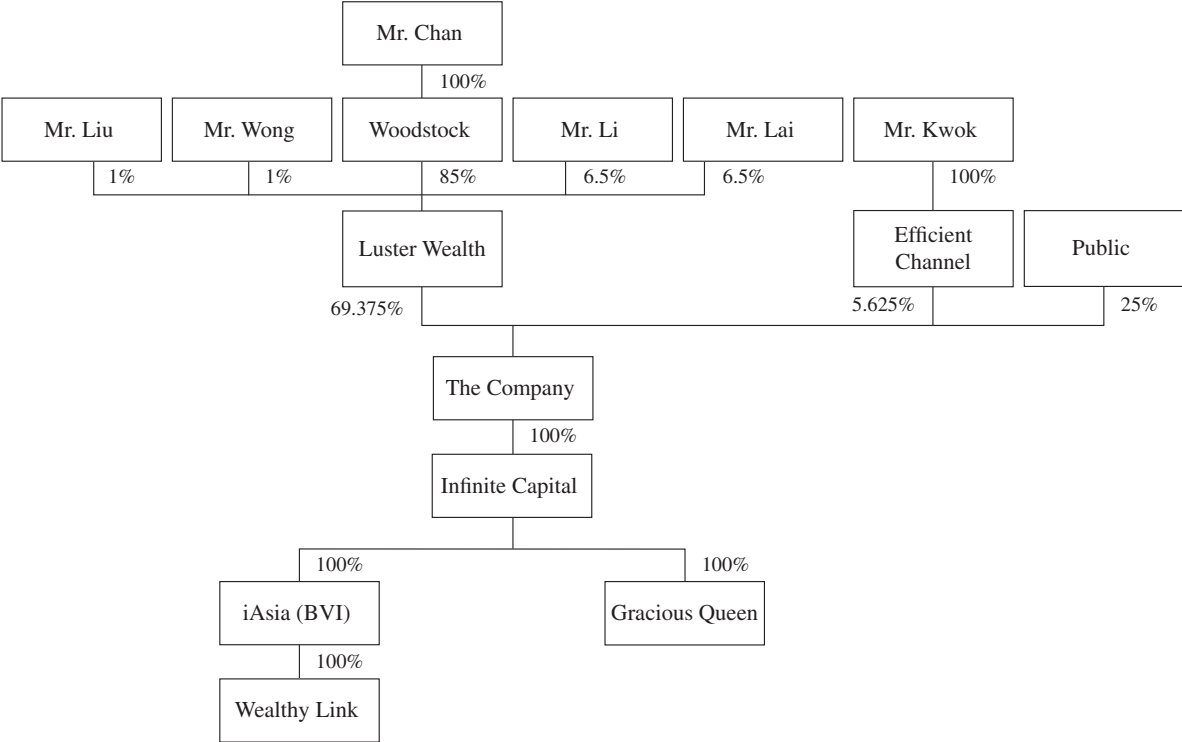 Mr. Chan
100%
Mr. Liu
Mr. Wong
Woodstock
Mr. Li
Mr. Lai
Mr. Kwok
1%
1%
85%
6.5%
6.5%
100%
Luster Wealth
Efficient
Channel
Public
69.375%
5.625%
25%
The Company
100%
Infinite Capital
100%
100%
iAsia (BVI)
Gracious Queen
100%
Wealthy Link